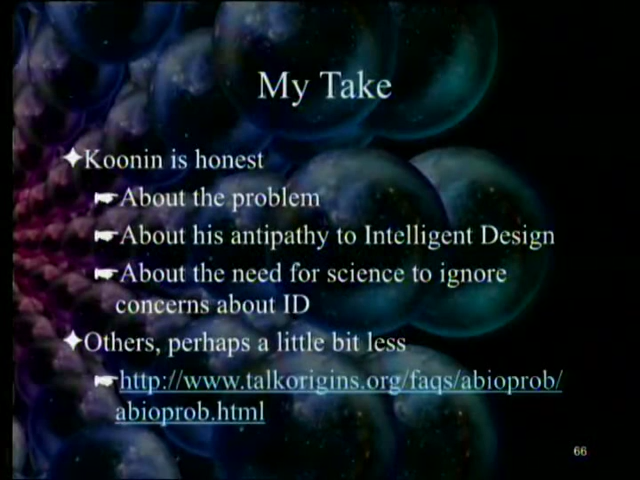 My Take
Koonin is honest
About the problem
About his antipathy to Intelligent Design
About the need for science to ignore
concerns about ID
Others, perhaps a little bit less
http://www.talkorigins.org/faqs/abioprob/
abioprob.html
66